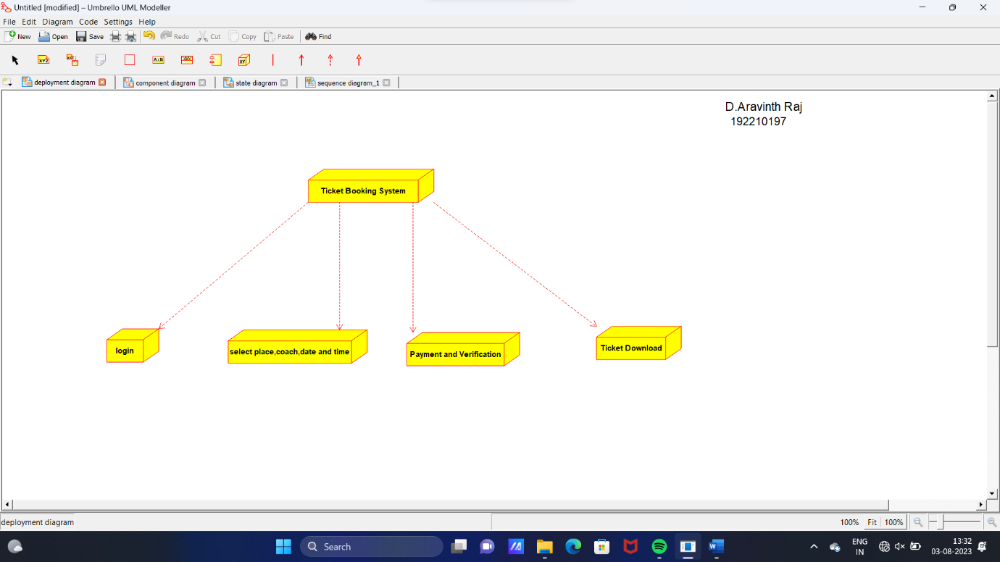 Untitled [modified] – Umbrello UML Modeller
File Edit Diagram Code Settings Help
New Open Save Redo Cut Copy Paste Find
XYZ A:B ABC XY
deployment diagram component diagram state diagram sequence diagram_1
D.Aravinth Raj
192210197
Ticket Booking System
login
select place,coach,date and time
Payment and Verification
Ticket Download
deployment diagram
100% Fit 100%
Search
ENG
IN
13:32
03-08-2023